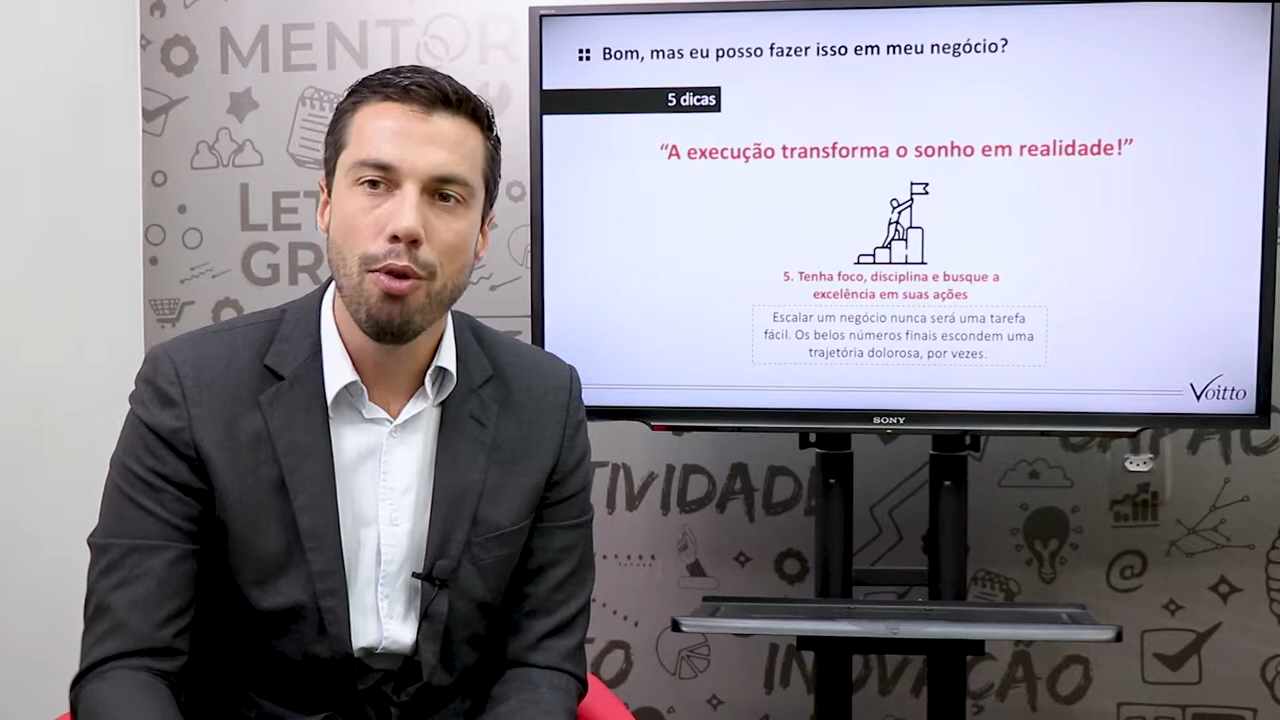 MENTOR
LET
GR
Bom, mas eu posso fazer isso em meu negócio?
5 dicas
“A execução transforma o sonho em realidade!”
5. Tenha foco, disciplina e busque a
excelência em suas ações
Escalar um negócio nunca será uma tarefa
fácil. Os belos números finais escondem uma
trajetória dolorosa, por vezes.
Voitto
SONY
TIVIDADE
CAPAC
TO
INOVAÇÃO
@